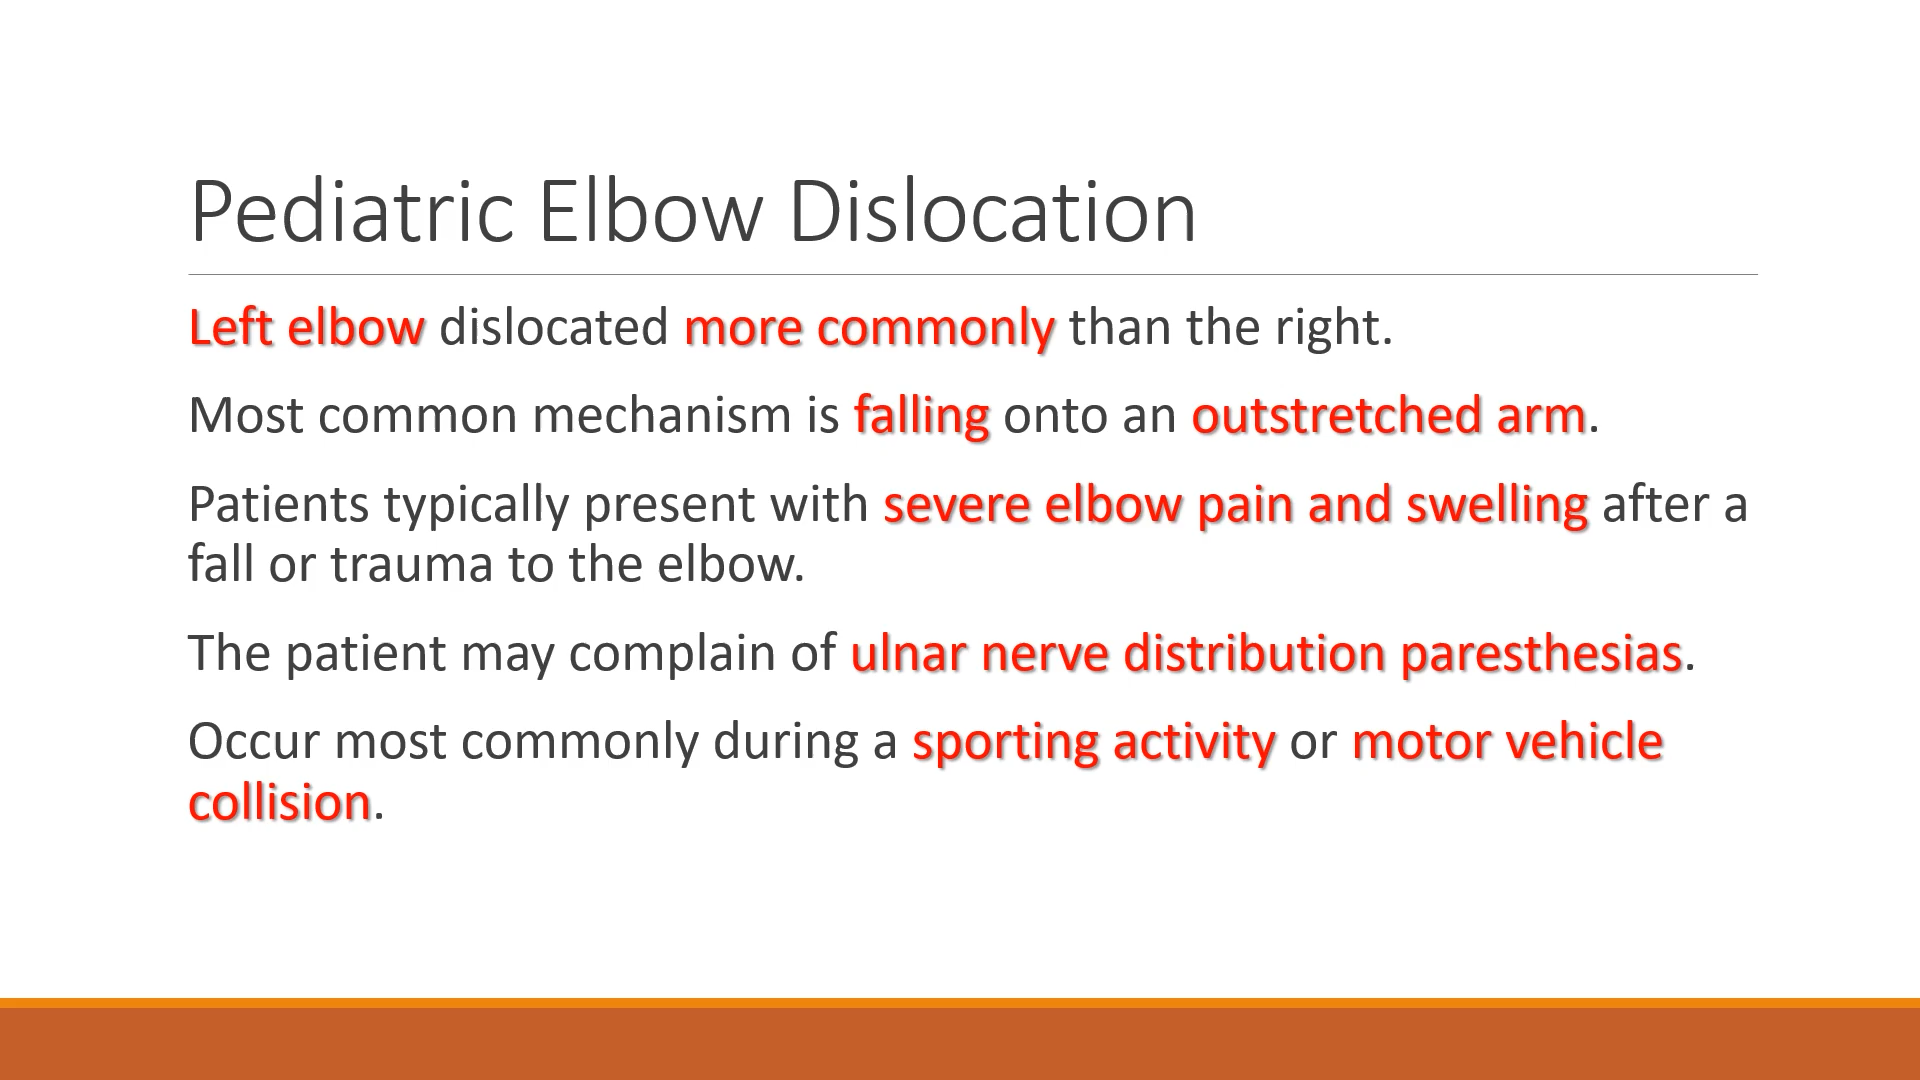 Pediatric Elbow Dislocation
Left elbow dislocated more commonly than the right.
Most common mechanism is falling onto an outstretched arm.
Patients typically present with severe elbow pain and swelling after a
fall or trauma to the elbow.
The patient may complain of ulnar nerve distribution paresthesias.
Occur most commonly during a sporting activity or motor vehicle
collision.